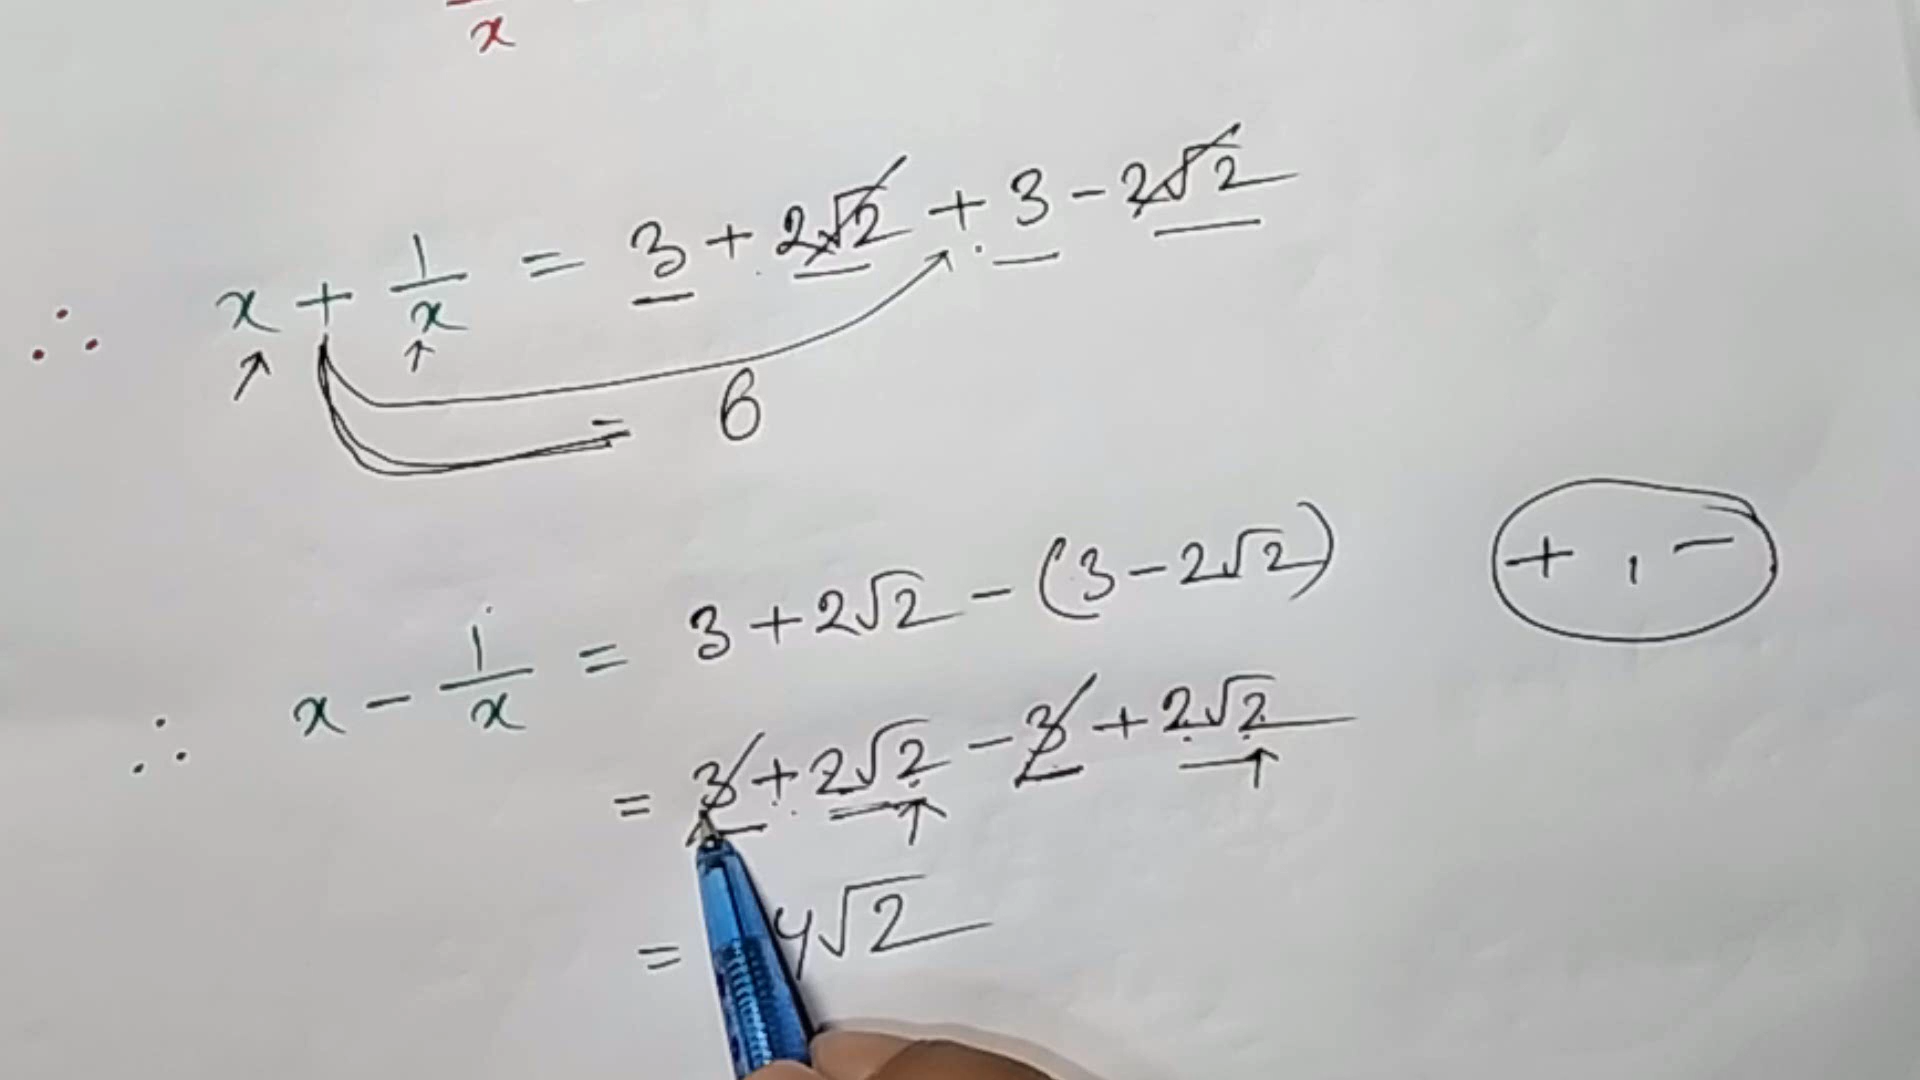 x
∴ x + 1/x = 3 + 2√2 + 3 - 2√2
= 6
+ , -
∴ x - 1/x = 3 + 2√2 - (3 - 2√2)
= 3 + 2√2 - 3 + 2√2
= 4√2